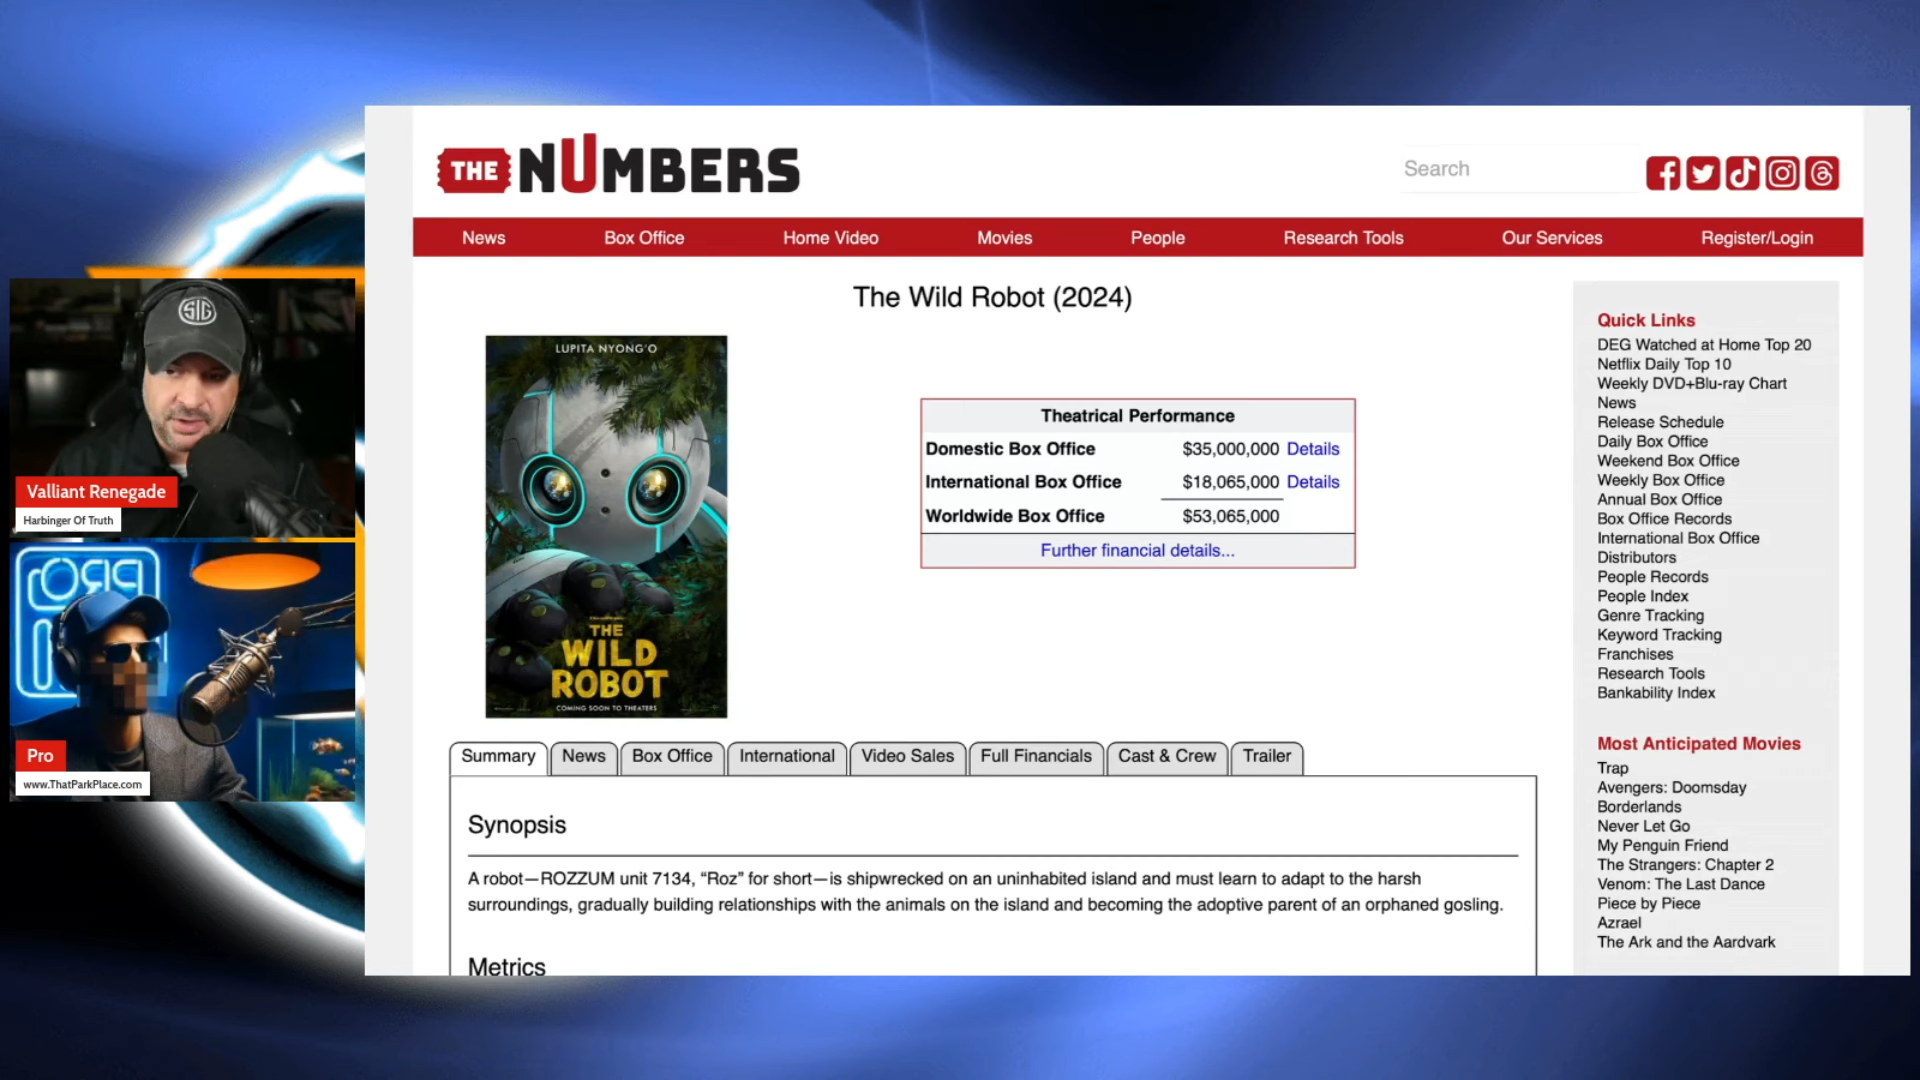 THE NUMBERS
Search
News Box Office Home Video Movies People Research Tools Our Services Register/Login
The Wild Robot (2024)
LUPITA NYONG'O
THE
WILD
ROBOT
COMING SOON TO THEATERS
Theatrical Performance
Domestic Box Office $35,000,000 Details
International Box Office $18,065,000 Details
Worldwide Box Office $53,065,000
Further financial details...
Summary News Box Office International Video Sales Full Financials Cast & Crew Trailer
Synopsis
A robot—ROZZUM unit 7134, “Roz” for short—is shipwrecked on an uninhabited island and must learn to adapt to the harsh
surroundings, gradually building relationships with the animals on the island and becoming the adoptive parent of an orphaned gosling.
Metrics
Quick Links
DEG Watched at Home Top 20
Netflix Daily Top 10
Weekly DVD+Blu-ray Chart
News
Release Schedule
Daily Box Office
Weekend Box Office
Weekly Box Office
Annual Box Office
Box Office Records
International Box Office
Distributors
People Records
People Index
Genre Tracking
Keyword Tracking
Franchises
Research Tools
Bankability Index
Most Anticipated Movies
Trap
Avengers: Doomsday
Borderlands
Never Let Go
My Penguin Friend
The Strangers: Chapter 2
Venom: The Last Dance
Piece by Piece
Azrael
The Ark and the Aardvark
SIG
Valliant Renegade
Harbinger Of Truth
Pro
www.ThatParkPlace.com